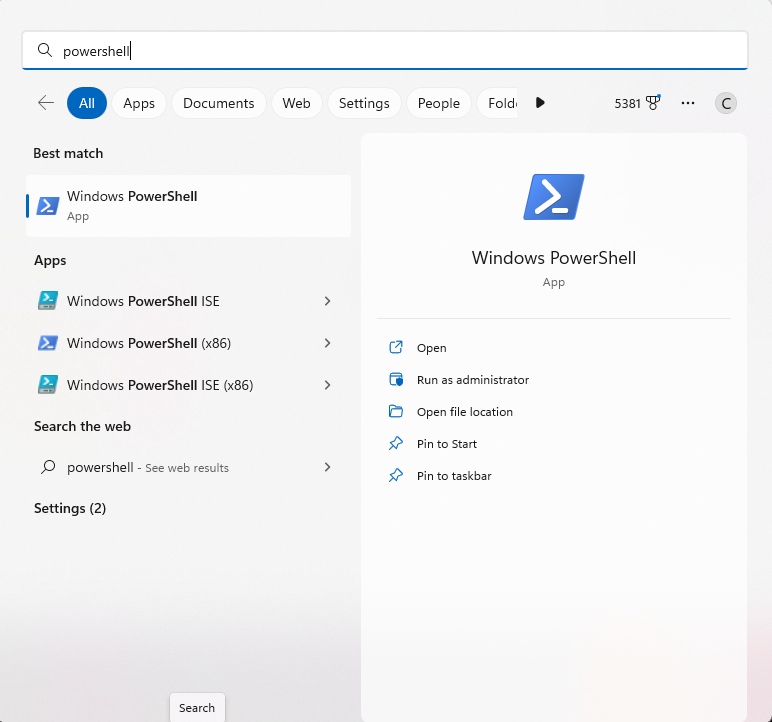 powershell
All
Apps
Documents
Web
Settings
People
Folde
5381
C
Best match
Windows PowerShell
App
Apps
Windows PowerShell ISE
Windows PowerShell (x86)
Windows PowerShell ISE (x86)
Search the web
powershell - See web results
Settings (2)
Windows PowerShell
App
Open
Run as administrator
Open file location
Pin to Start
Pin to taskbar
Search